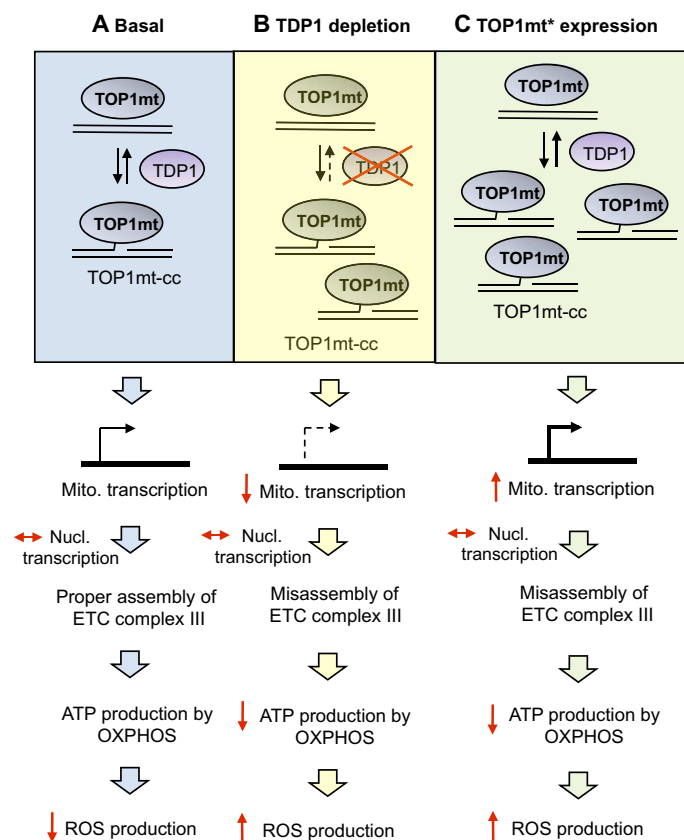 A Basal
TOP1mt
TDP1
TOP1mt
TOP1mt-cc
Mito. transcription
Nucl.
transcription
Proper assembly of
ETC complex III
ATP production by
OXPHOS
ROS production
B TDP1 depletion
TOP1mt
TDP1
TOP1mt
TOP1mt
TOP1mt-cc
Mito. transcription
Nucl.
transcription
Misassembly of
ETC complex III
ATP production by
OXPHOS
ROS production
C TOP1mt* expression
TOP1mt
TDP1
TOP1mt
TOP1mt
TOP1mt
TOP1mt-cc
Mito. transcription
Nucl.
transcription
Misassembly of
ETC complex III
ATP production by
OXPHOS
ROS production